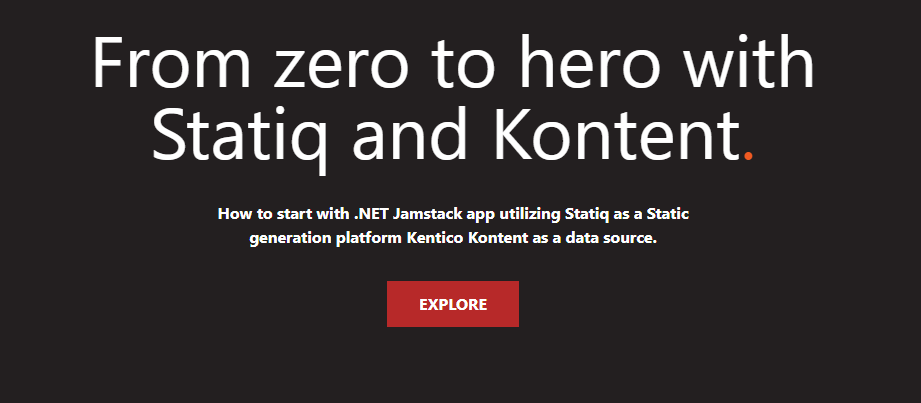 From zero to hero with
Statiq and Kontent.
How to start with .NET Jamstack app utilizing Statiq as a Static
generation platform Kentico Kontent as a data source.
EXPLORE